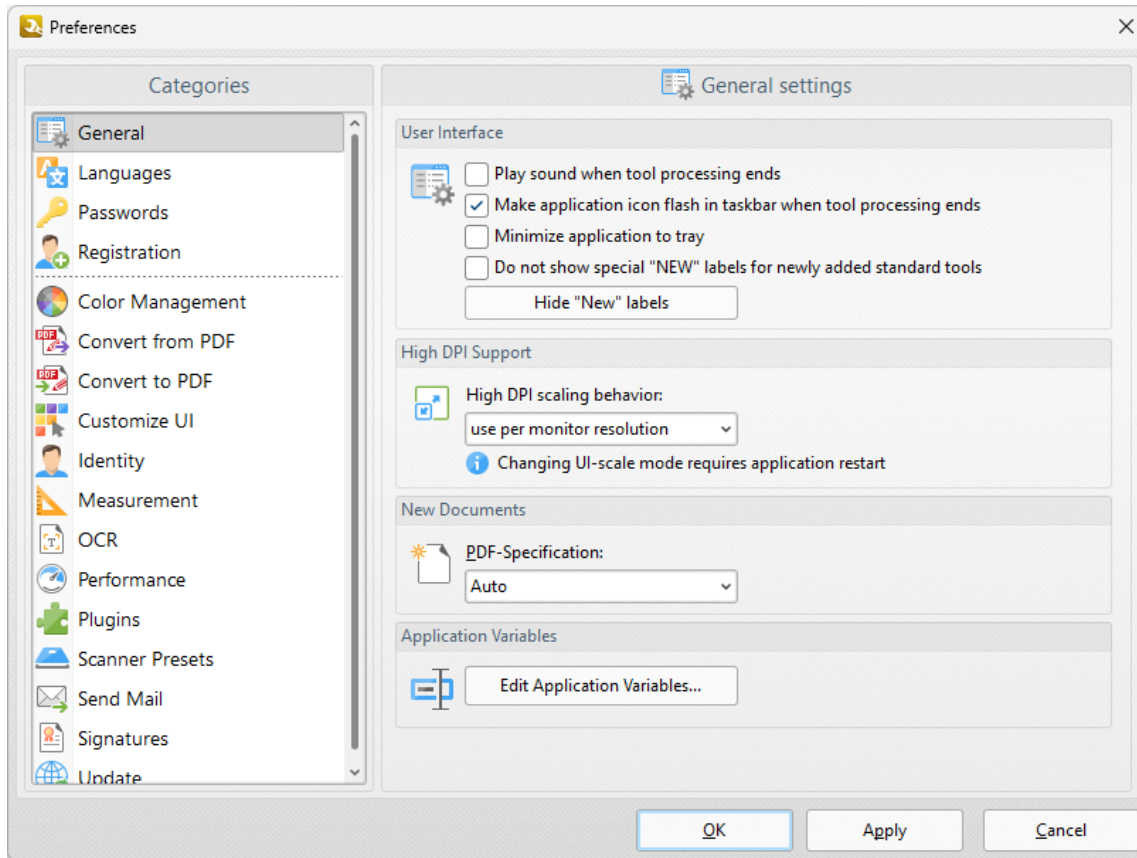 Preferences
Categories
General
Languages
Passwords
Registration
Color Management
Convert from PDF
Convert to PDF
Customize UI
Identity
Measurement
OCR
Performance
Plugins
Scanner Presets
Send Mail
Signatures
Update
General settings
User Interface
Play sound when tool processing ends
Make application icon flash in taskbar when tool processing ends
Minimize application to tray
Do not show special "NEW" labels for newly added standard tools
Hide "New" labels
High DPI Support
High DPI scaling behavior:
use per monitor resolution
Changing UI-scale mode requires application restart
New Documents
PDF-Specification:
Auto
Application Variables
Edit Application Variables...
OK
Apply
Cancel